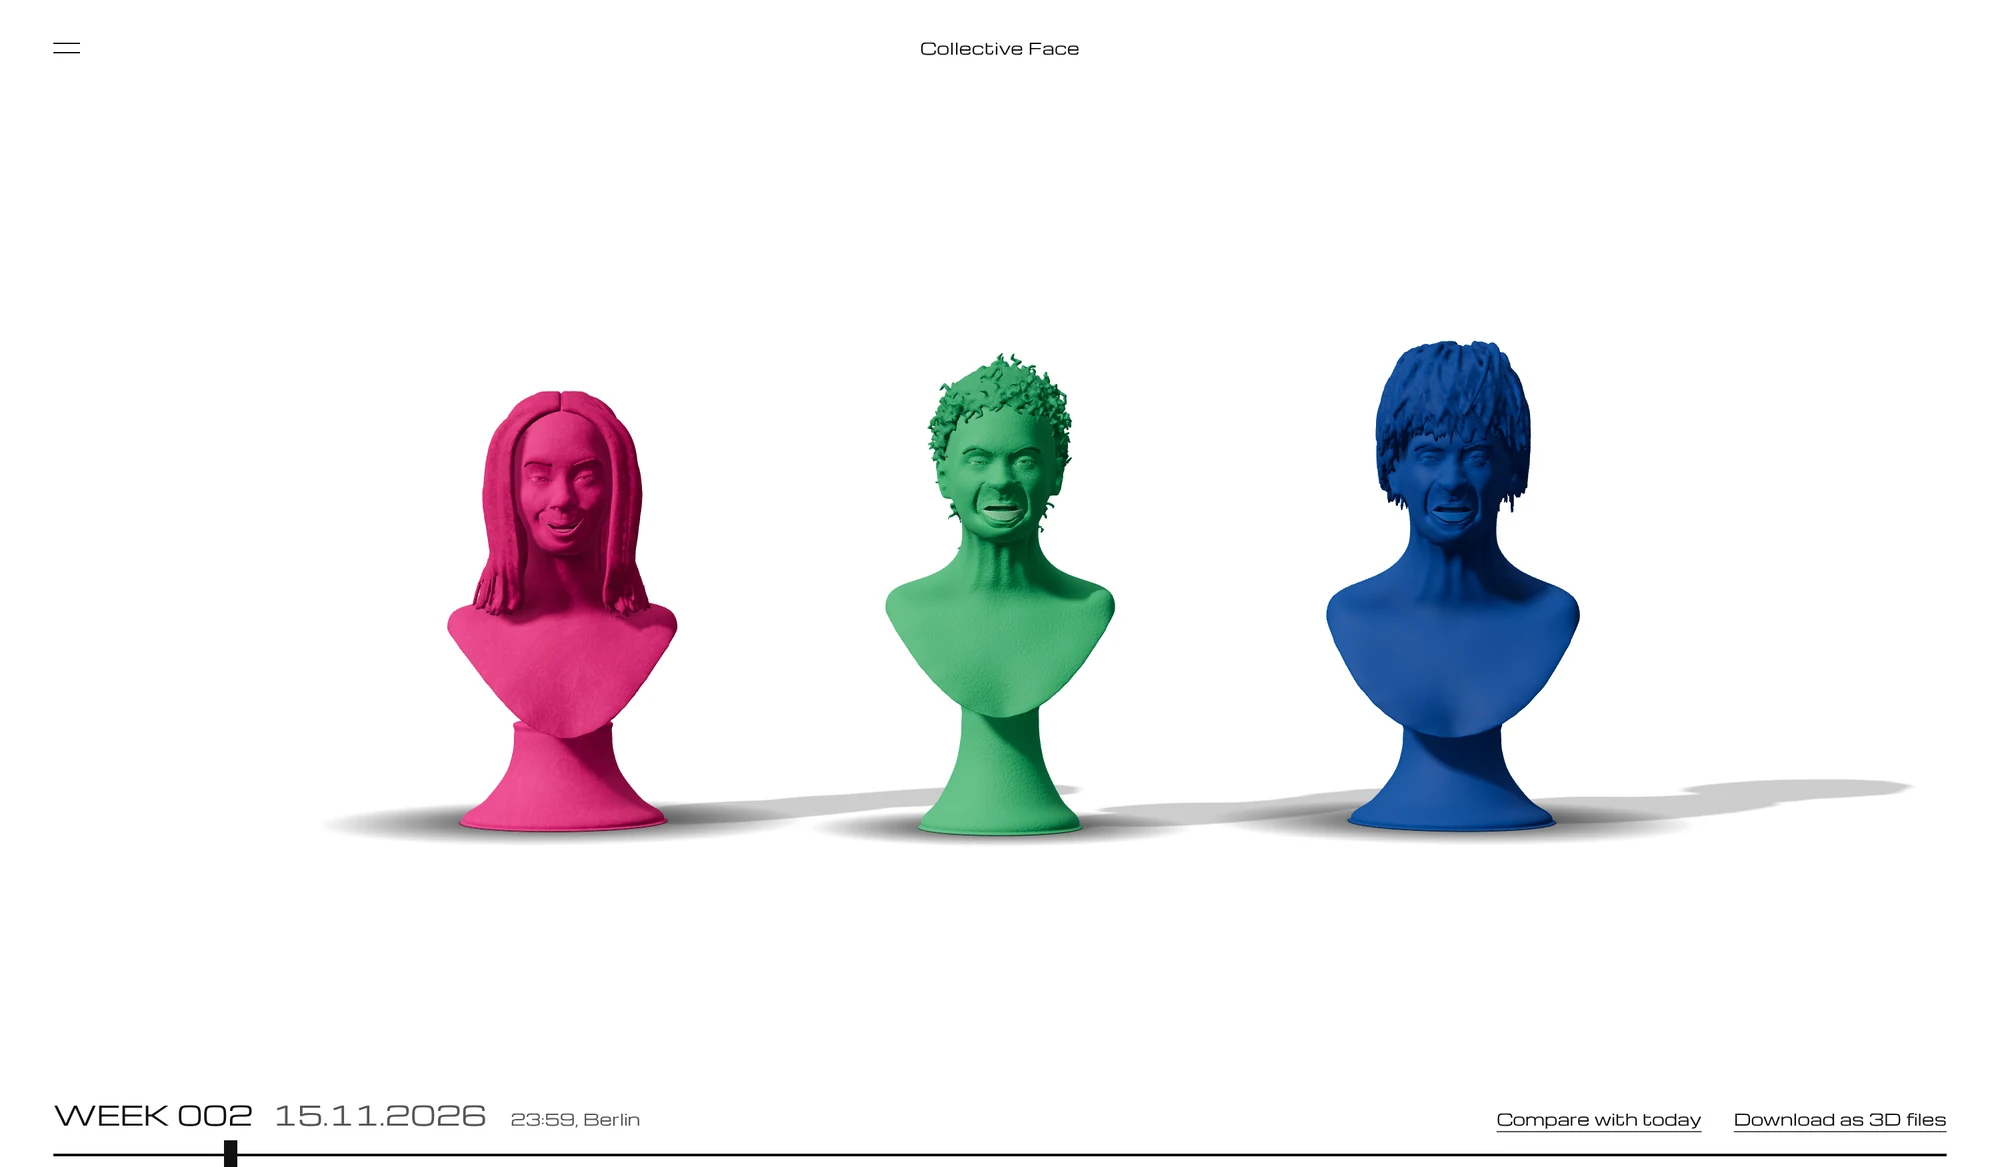 Collective Face
WEEK 002 15.11.2026 23:59, Berlin
Compare with today Download as 3D files